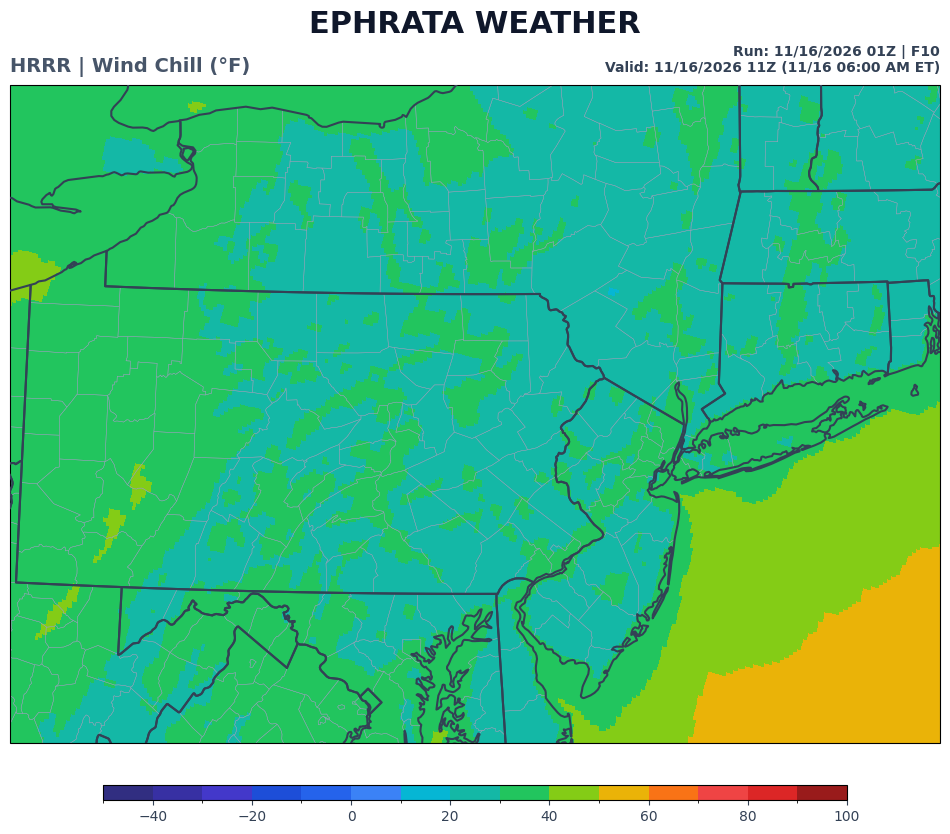 EPHRATA WEATHER
HRRR | Wind Chill (°F)
Run: 11/16/2026 01Z | F10
Valid: 11/16/2026 11Z (11/16 06:00 AM ET)
−40 −20 0 20 40 60 80 100